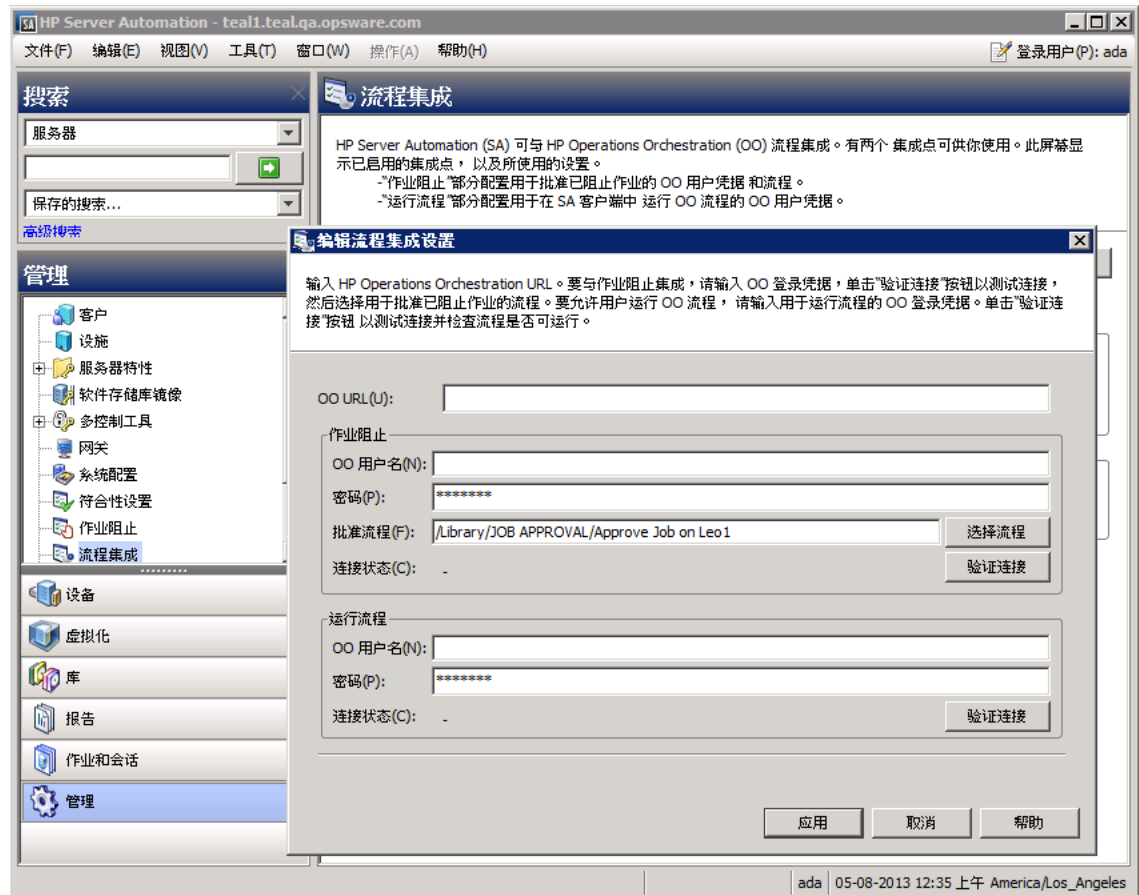 HP Server Automation - teal1.teal.qa.opsware.com
文件(F) 编辑(E) 视图(V) 工具(T) 窗口(W) 操作(A) 帮助(H) 登录用户(P): ada
搜索
服务器
保存的搜索...
高级搜索
管理
客户
设施
服务器特性
软件存储库镜像
多控制工具
网关
系统配置
符合性设置
作业阻止
流程集成
设备
虚拟化
库
报告
作业和会话
管理
流程集成
HP Server Automation (SA) 可与 HP Operations Orchestration (OO) 流程集成。有两个 集成点可供你使用。此屏幕显
示已启用的集成点， 以及所使用的设置。
-"作业阻止"部分配置用于批准已阻止作业的 OO 用户凭据 和流程。
-"运行流程"部分配置用于在 SA 客户端中 运行 OO 流程的 OO 用户凭据。
编辑流程集成设置
输入 HP Operations Orchestration URL。要与作业阻止集成，请输入 OO 登录凭据，单击"验证连接"按钮以测试连接，
然后选择用于批准已阻止作业的流程。要允许用户运行 OO 流程， 请输入用于运行流程的 OO 登录凭据。单击"验证连
接"按钮 以测试连接并检查流程是否可运行。
OO URL(U):
作业阻止
OO 用户名(N):
密码(P): *******
批准流程(F): /Library/JOB APPROVAL/Approve Job on Leo1 选择流程
连接状态(C): - 验证连接
运行流程
OO 用户名(N):
密码(P): *******
连接状态(C): - 验证连接
应用 取消 帮助
ada 05-08-2013 12:35 上午 America/Los_Angeles